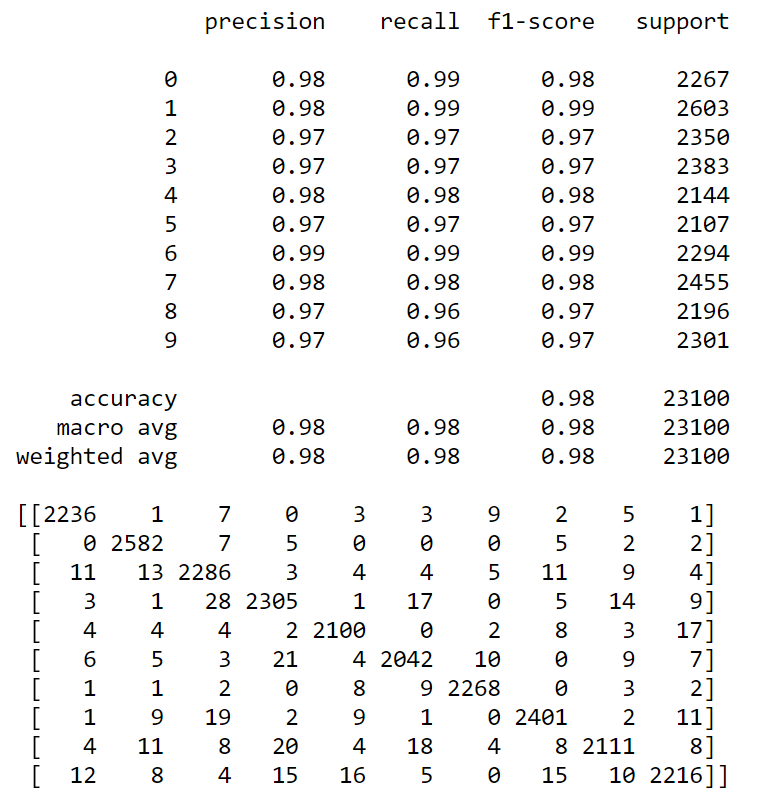 precision recall f1-score support
0 0.98 0.99 0.98 2267
1 0.98 0.99 0.99 2603
2 0.97 0.97 0.97 2350
3 0.97 0.97 0.97 2383
4 0.98 0.98 0.98 2144
5 0.97 0.97 0.97 2107
6 0.99 0.99 0.99 2294
7 0.98 0.98 0.98 2455
8 0.97 0.96 0.97 2196
9 0.97 0.96 0.97 2301
accuracy 0.98 23100
macro avg 0.98 0.98 0.98 23100
weighted avg 0.98 0.98 0.98 23100
[[2236 1 7 0 3 3 9 2 5 1]
[ 0 2582 7 5 0 0 0 5 2 2]
[ 11 13 2286 3 4 4 5 11 9 4]
[ 3 1 28 2305 1 17 0 5 14 9]
[ 4 4 4 2 2100 0 2 8 3 17]
[ 6 5 3 21 4 2042 10 0 9 7]
[ 1 1 2 0 8 9 2268 0 3 2]
[ 1 9 19 2 9 1 0 2401 2 11]
[ 4 11 8 20 4 18 4 8 2111 8]
[ 12 8 4 15 16 5 0 15 10 2216]]